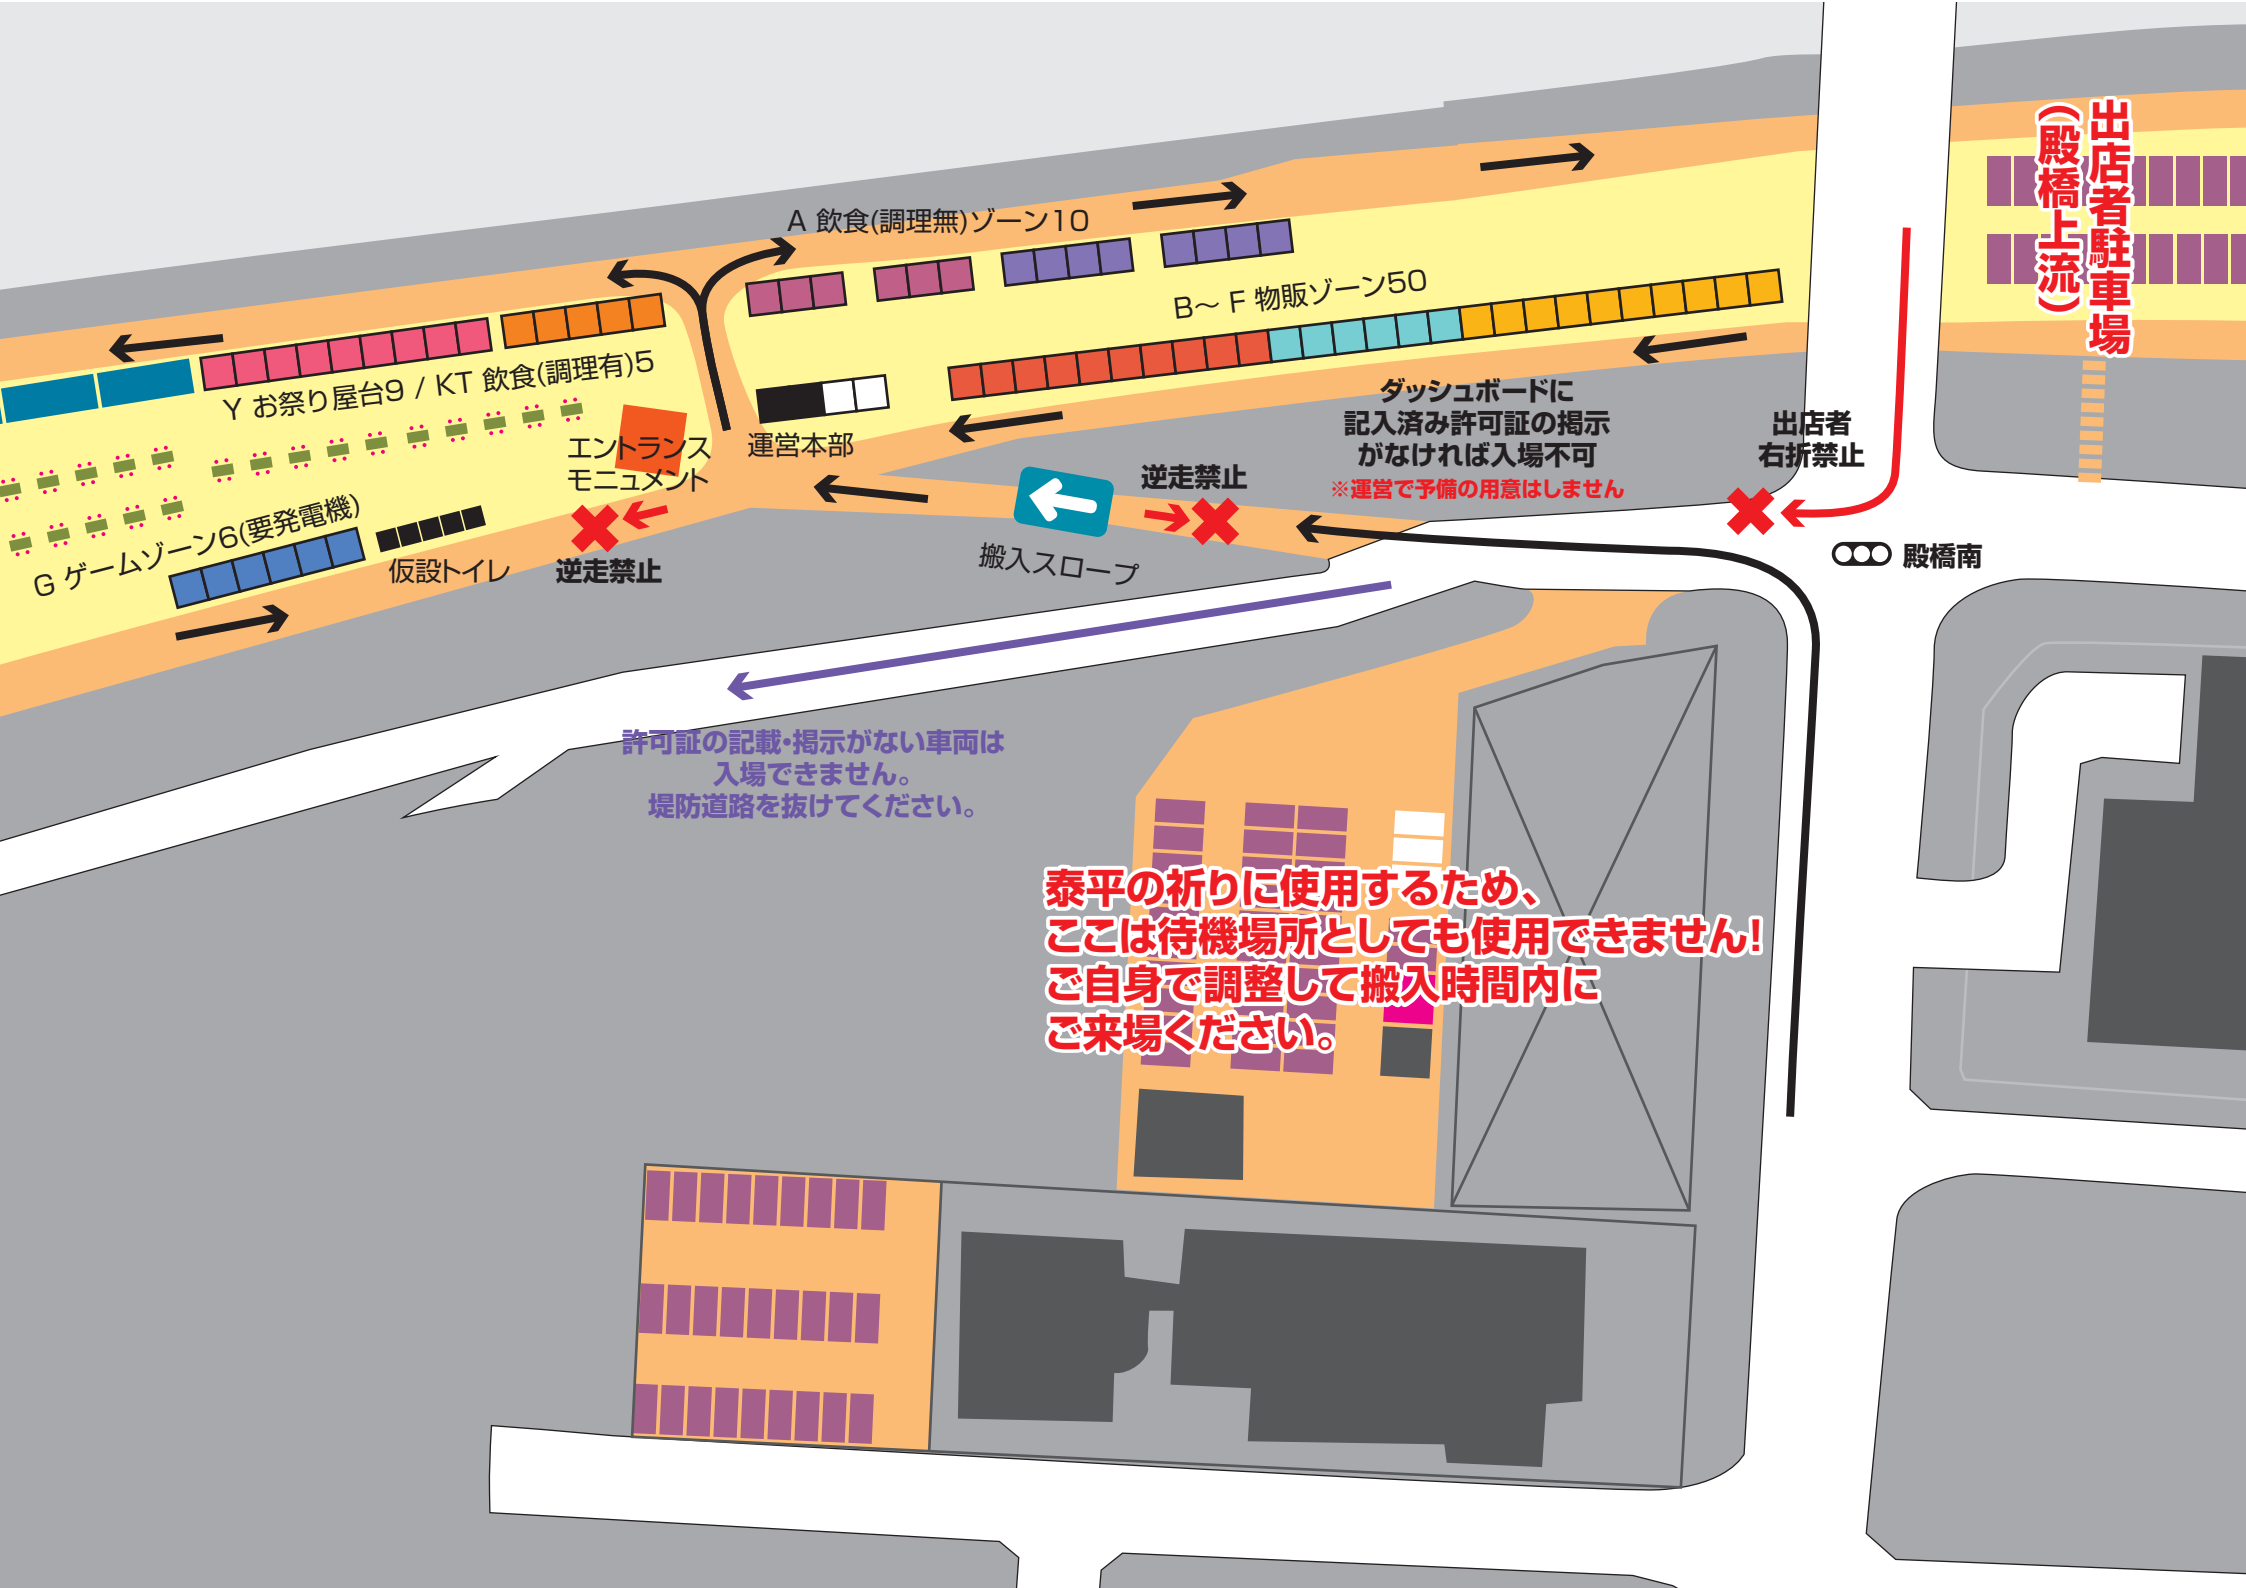 出店者駐車場
(殿橋上流)
A 飲食(調理無)ゾーン10
B～F 物販ゾーン50
Y お祭り屋台9 / KT 飲食(調理有)5
エントランス
モニュメント
運営本部
ダッシュボードに
記入済み許可証の掲示
がなければ入場不可
※運営で予備の用意はしません
出店者
右折禁止
逆走禁止
殿橋南
搬入スロープ
G ゲームゾーン6(要発電機)
仮設トイレ
逆走禁止
許可証の記載・掲示がない車両は
入場できません。
堤防道路を抜けてください。
泰平の祈りに使用するため、
ここは待機場所としても使用できません!
ご自身で調整して搬入時間内に
ご来場ください。